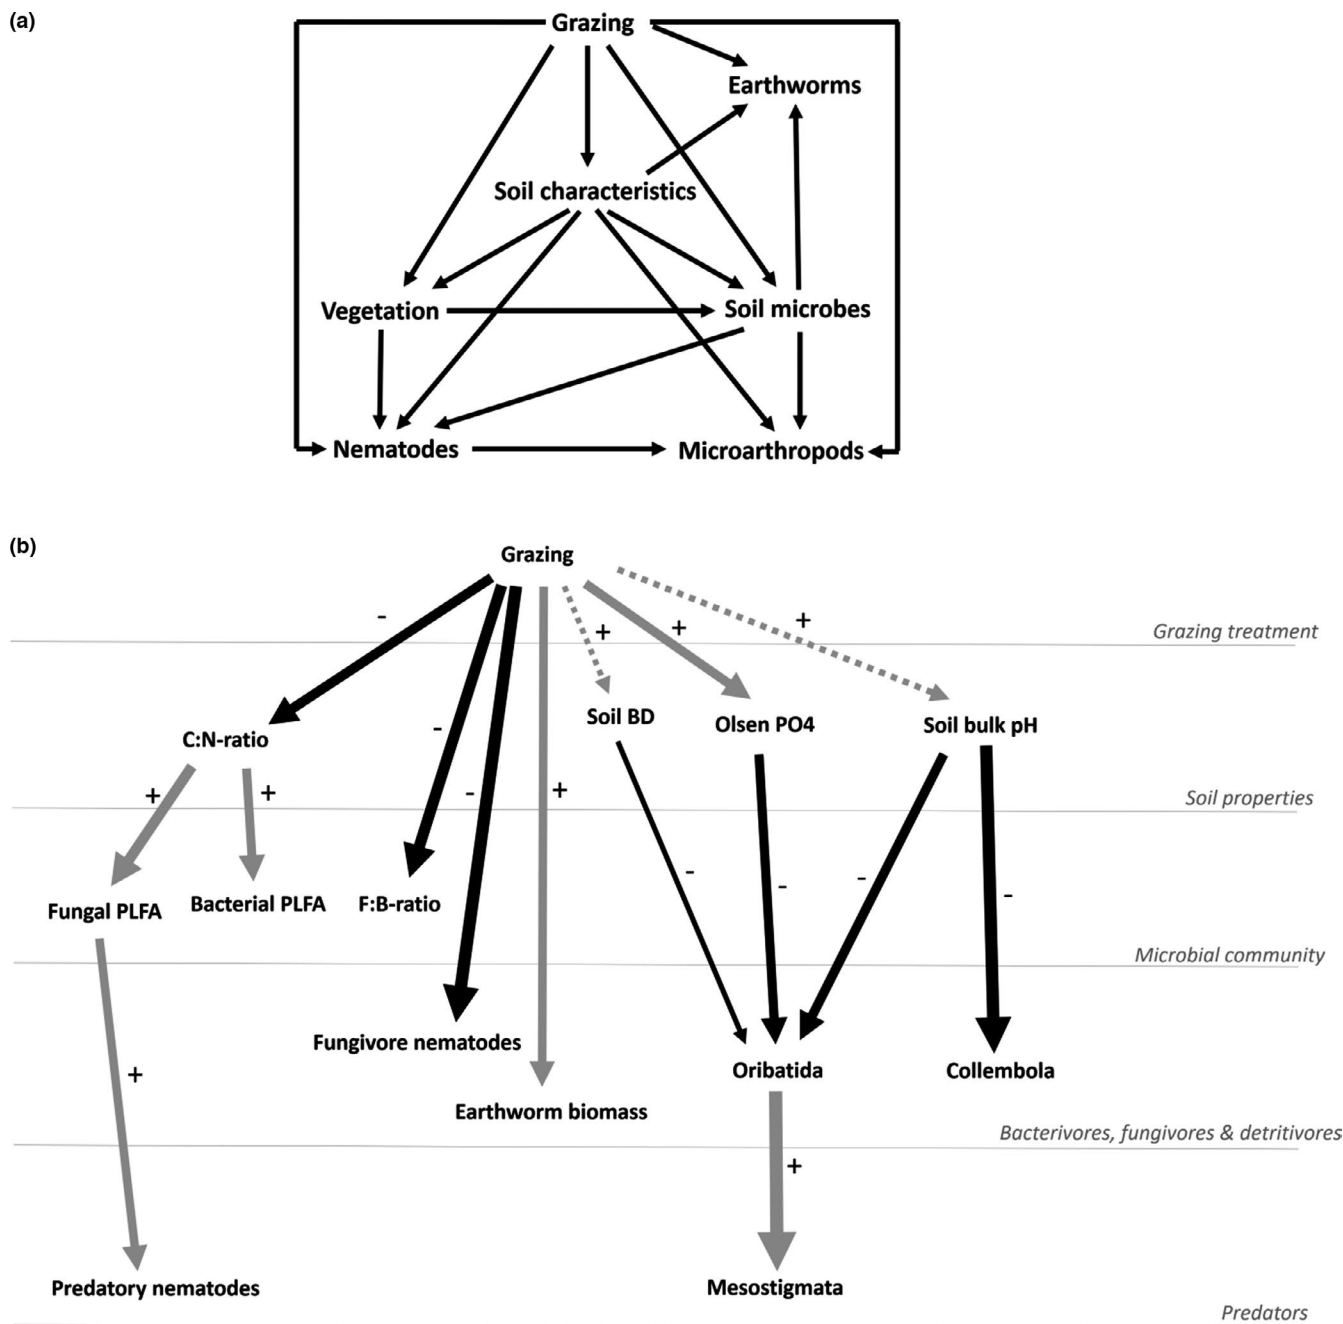 (a)
Grazing
Earthworms
Soil characteristics
Vegetation
Soil microbes
Nematodes
Microarthropods
(b)
Grazing
-
+
+
+
Grazing treatment
Soil BD
Olsen PO4
Soil bulk pH
C:N-ratio
-
+
+
-
+
Soil properties
-
-
-
-
Fungal PLFA
Bacterial PLFA
F:B-ratio
Microbial community
Fungivore nematodes
+
Oribatida
Collembola
Earthworm biomass
Bacterivores, fungivores & detritivores
+
Predatory nematodes
Mesostigmata
Predators